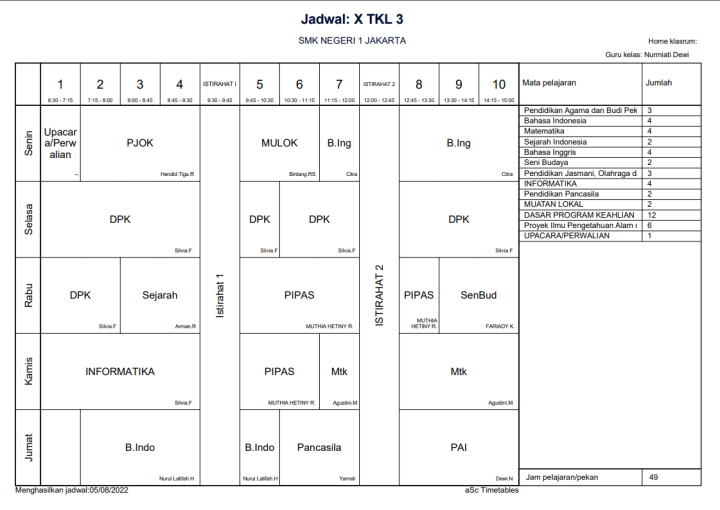 Jadwal: X TKL 3
SMK NEGERI 1 JAKARTA
Home klasrum:
Guru kelas: Nurmiati Dewi
1 2 3 4 ISTIRAHAT I 5 6 7 ISTIRAHAT 2 8 9 10 Mata pelajaran Jumlah
6:30 - 7:15 7:15 - 8:00 8:00 - 8:45 8:45 - 9:30 9:30 - 9:45 9:45 - 10:30 10:30 - 11:15 11:15 - 12:00 12:00 - 12:45 12:45 - 13:30 13:30 - 14:15 14:15 - 15:00
Senin
Upacar
a/Perw
alian
--
PJOK
Hendid Tiga.R
MULOK
Bintang.RS
B.Ing
Citra
B.Ing
Citra
Selasa
DPK
Silvia.F
DPK
Silvia.F
DPK
Silvia.F
DPK
Silvia.F
Istirahat 1
ISTIRAHAT 2
Rabu
DPK
Silvia.F
Sejarah
Arman.R
PIPAS
MUTHIA HETINY R.
PIPAS
MUTHIA
HETINY R.
SenBud
FARIADY K.
Kamis
INFORMATIKA
Silvia.F
PIPAS
MUTHIA HETINY R.
Mtk
Agustini.M
Mtk
Agustini.M
Jumat
B.Indo
Nurul Latifah.H
B.Indo
Nurul Latifah.H
Pancasila
Yarneli
PAI
Dewi.N
Pendidikan Agama dan Budi Pek 3
Bahasa Indonesia 4
Matematika 4
Sejarah Indonesia 2
Bahasa Inggris 4
Seni Budaya 2
Pendidikan Jasmani, Olahraga d 3
INFORMATIKA 4
Pendidikan Pancasila 2
MUATAN LOKAL 2
DASAR PROGRAM KEAHLIAN 12
Proyek Ilmu Pengetahuan Alam d 6
UPACARA/PERWALIAN 1
Jam pelajaran/pekan 49
Menghasilkan jadwal:05/08/2022
aSc Timetables